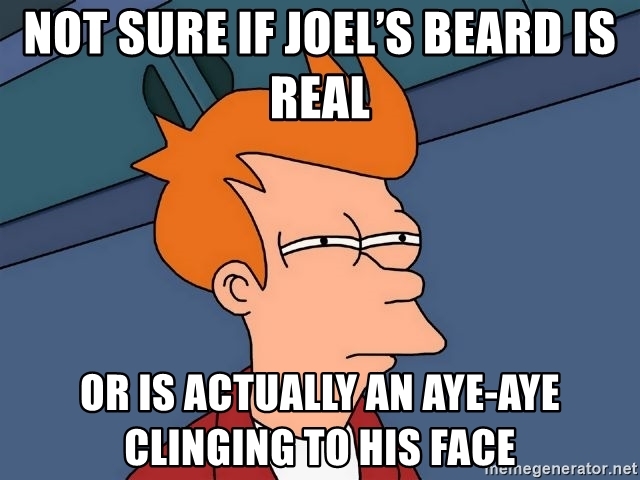 NOT SURE IF JOEL’S BEARD IS
REAL
OR IS ACTUALLY AN AYE-AYE
CLINGING TO HIS FACE
memegenerator.net